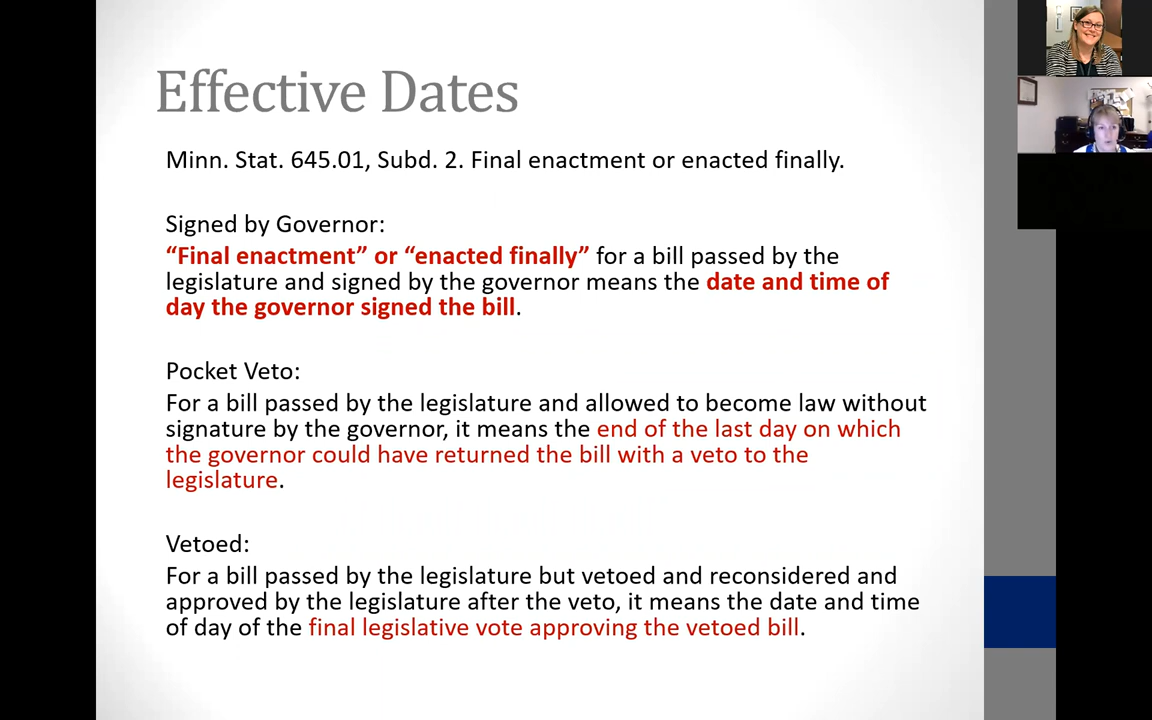 Effective Dates
Minn. Stat. 645.01, Subd. 2. Final enactment or enacted finally.
Signed by Governor:
“Final enactment” or “enacted finally” for a bill passed by the
legislature and signed by the governor means the date and time of
day the governor signed the bill.
Pocket Veto:
For a bill passed by the legislature and allowed to become law without
signature by the governor, it means the end of the last day on which
the governor could have returned the bill with a veto to the
legislature.
Vetoed:
For a bill passed by the legislature but vetoed and reconsidered and
approved by the legislature after the veto, it means the date and time
of day of the final legislative vote approving the vetoed bill.